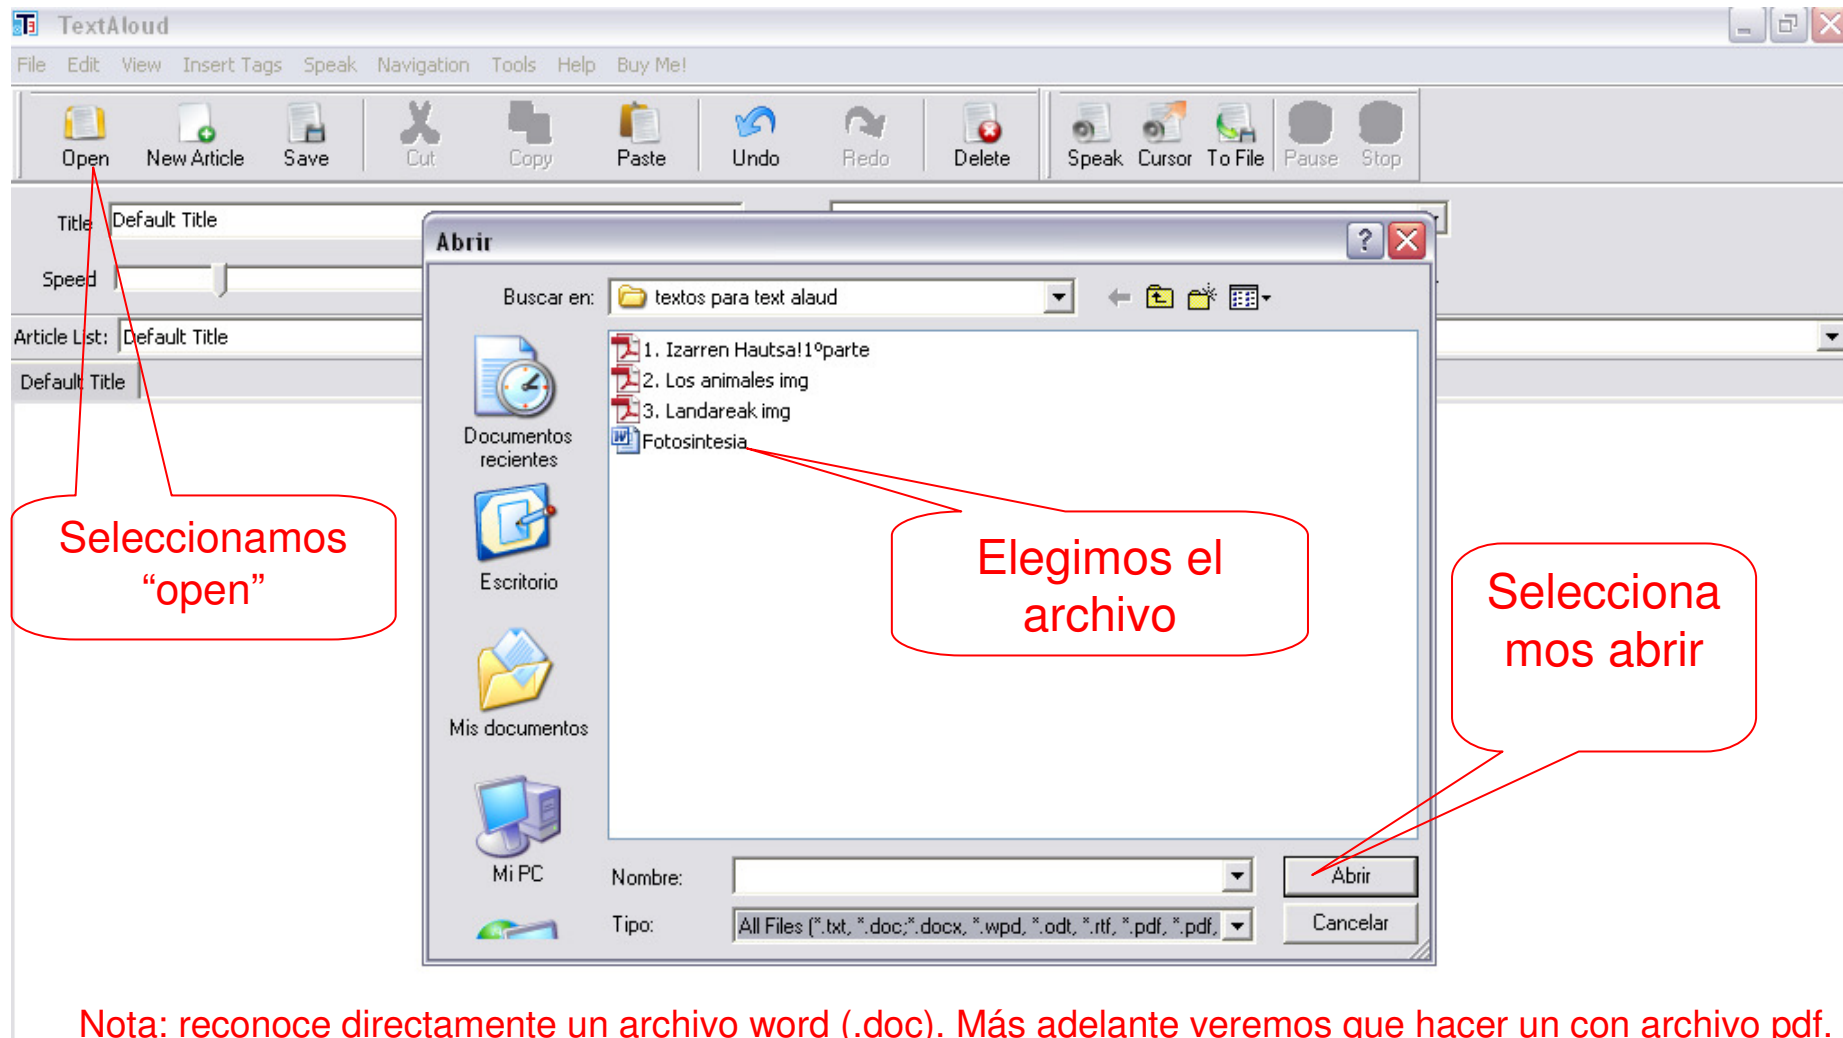 TextAloud
File Edit View Insert Tags Speak Navigation Tools Help Buy Me!
Open New Article Save Cut Copy Paste Undo Redo Delete Speak Cursor To File Pause Stop
Title Default Title
Speed
Article List: Default Title
Default Title
Abrir
Buscar en: textos para text alaud
1. Izarren Hautsa!1ºparte
2. Los animales img
3. Landareak img
Fotosintesia
Documentos
recientes
Escritorio
Mis documentos
Mi PC
Nombre:
Abrir
Tipo: All Files (*.txt, *.doc;*.docx, *.wpd, *.odt, *.rtf, *.pdf, *.pdf,
Cancelar
Seleccionamos
“open”
Elegimos el
archivo
Selecciona
mos abrir
Nota: reconoce directamente un archivo word (.doc). Más adelante veremos que hacer un con archivo pdf.